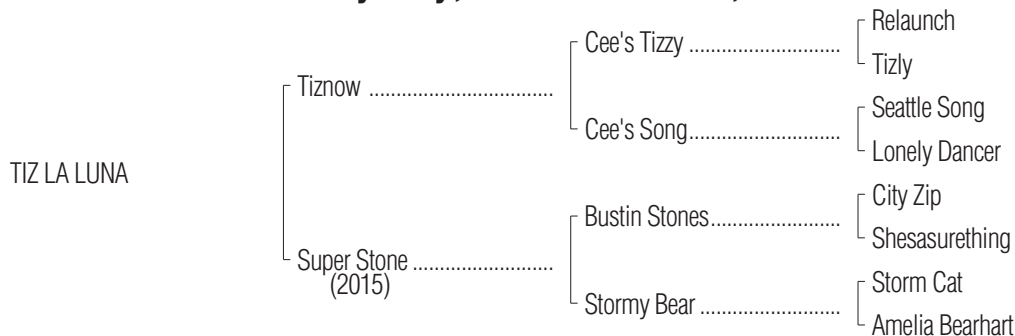 Relaunch
Cee's Tizzy ............................
Tizly
Tiznow ..................................
Seattle Song
Cee's Song............................
Lonely Dancer
TIZ LA LUNA
City Zip
Bustin Stones........................
Shesasurething
Super Stone ..........................
(2015)
Storm Cat
Stormy Bear ..........................
Amelia Bearhart